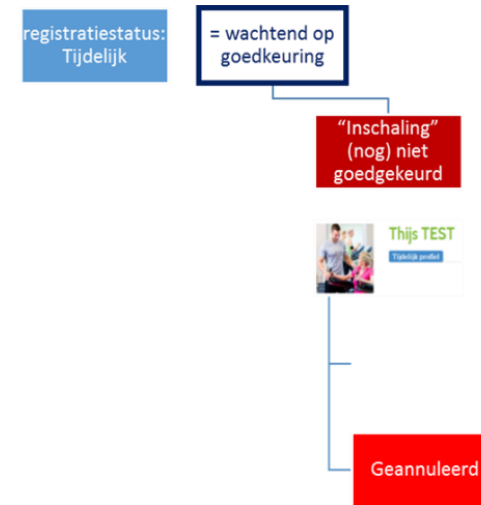 registratiestatus:
Tijdelijk
= wachtend op
goedkeuring
“Inschaling”
(nog) niet
goedgekeurd
Thijs TEST
Tijdelijk profiel
Geannuleerd